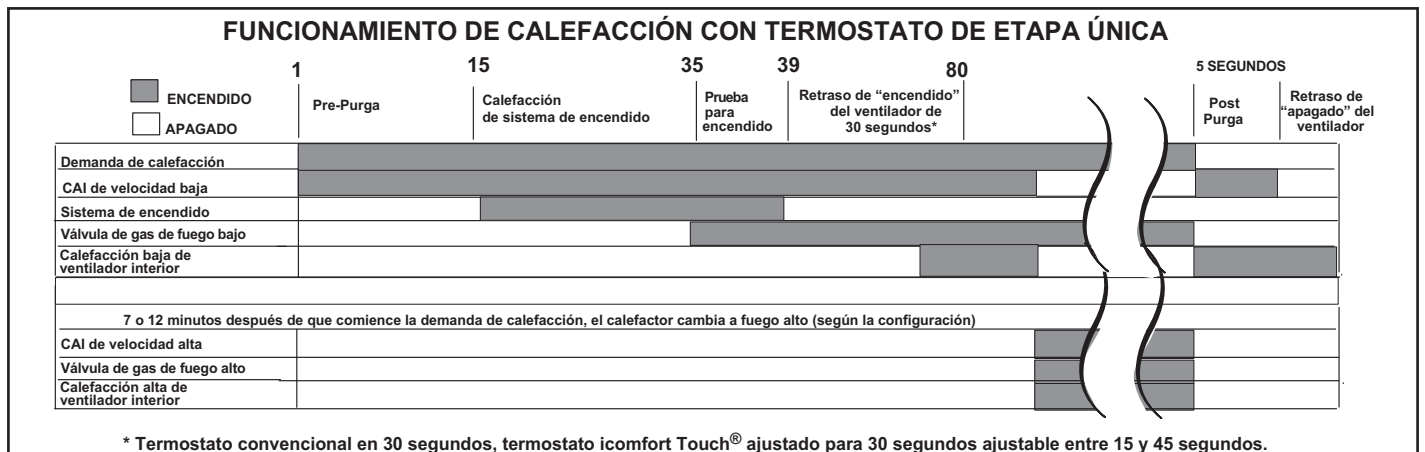 FUNCIONAMIENTO DE CALEFACCIÓN CON TERMOSTATO DE ETAPA ÚNICA
1 15 35 39 80 5 SEGUNDOS
ENCENDIDO
APAGADO
Pre-Purga
Calefacción
de sistema de encendido
Prueba
para
encendido
Retraso de “encendido”
del ventilador de
30 segundos*
Post
Purga
Retraso de
“apagado” del
ventilador
Demanda de calefacción
CAI de velocidad baja
Sistema de encendido
Válvula de gas de fuego bajo
Calefacción baja de
ventilador interior
7 o 12 minutos después de que comience la demanda de calefacción, el calefactor cambia a fuego alto (según la configuración)
CAI de velocidad alta
Válvula de gas de fuego alto
Calefacción alta de
ventilador interior
* Termostato convencional en 30 segundos, termostato icomfort Touch® ajustado para 30 segundos ajustable entre 15 y 45 segundos.